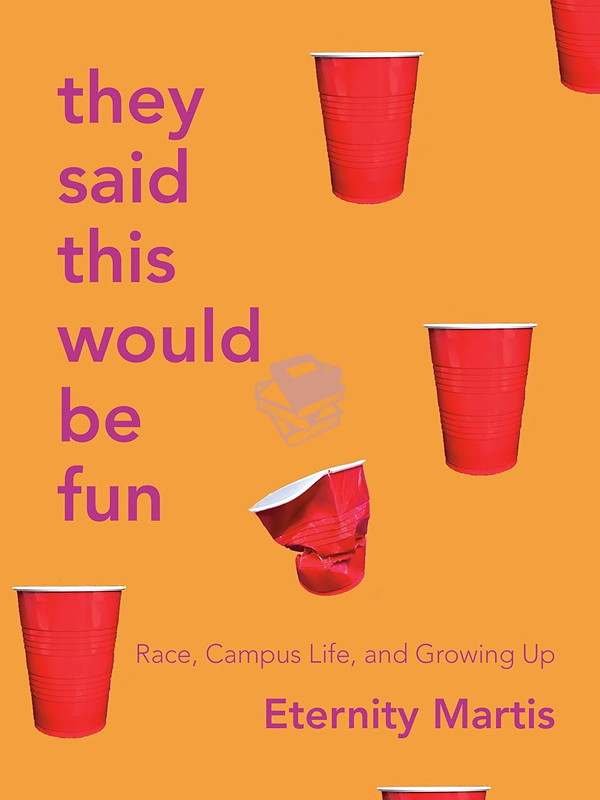 they
said
this
would
be
fun
Race, Campus Life, and Growing Up
Eternity Martis